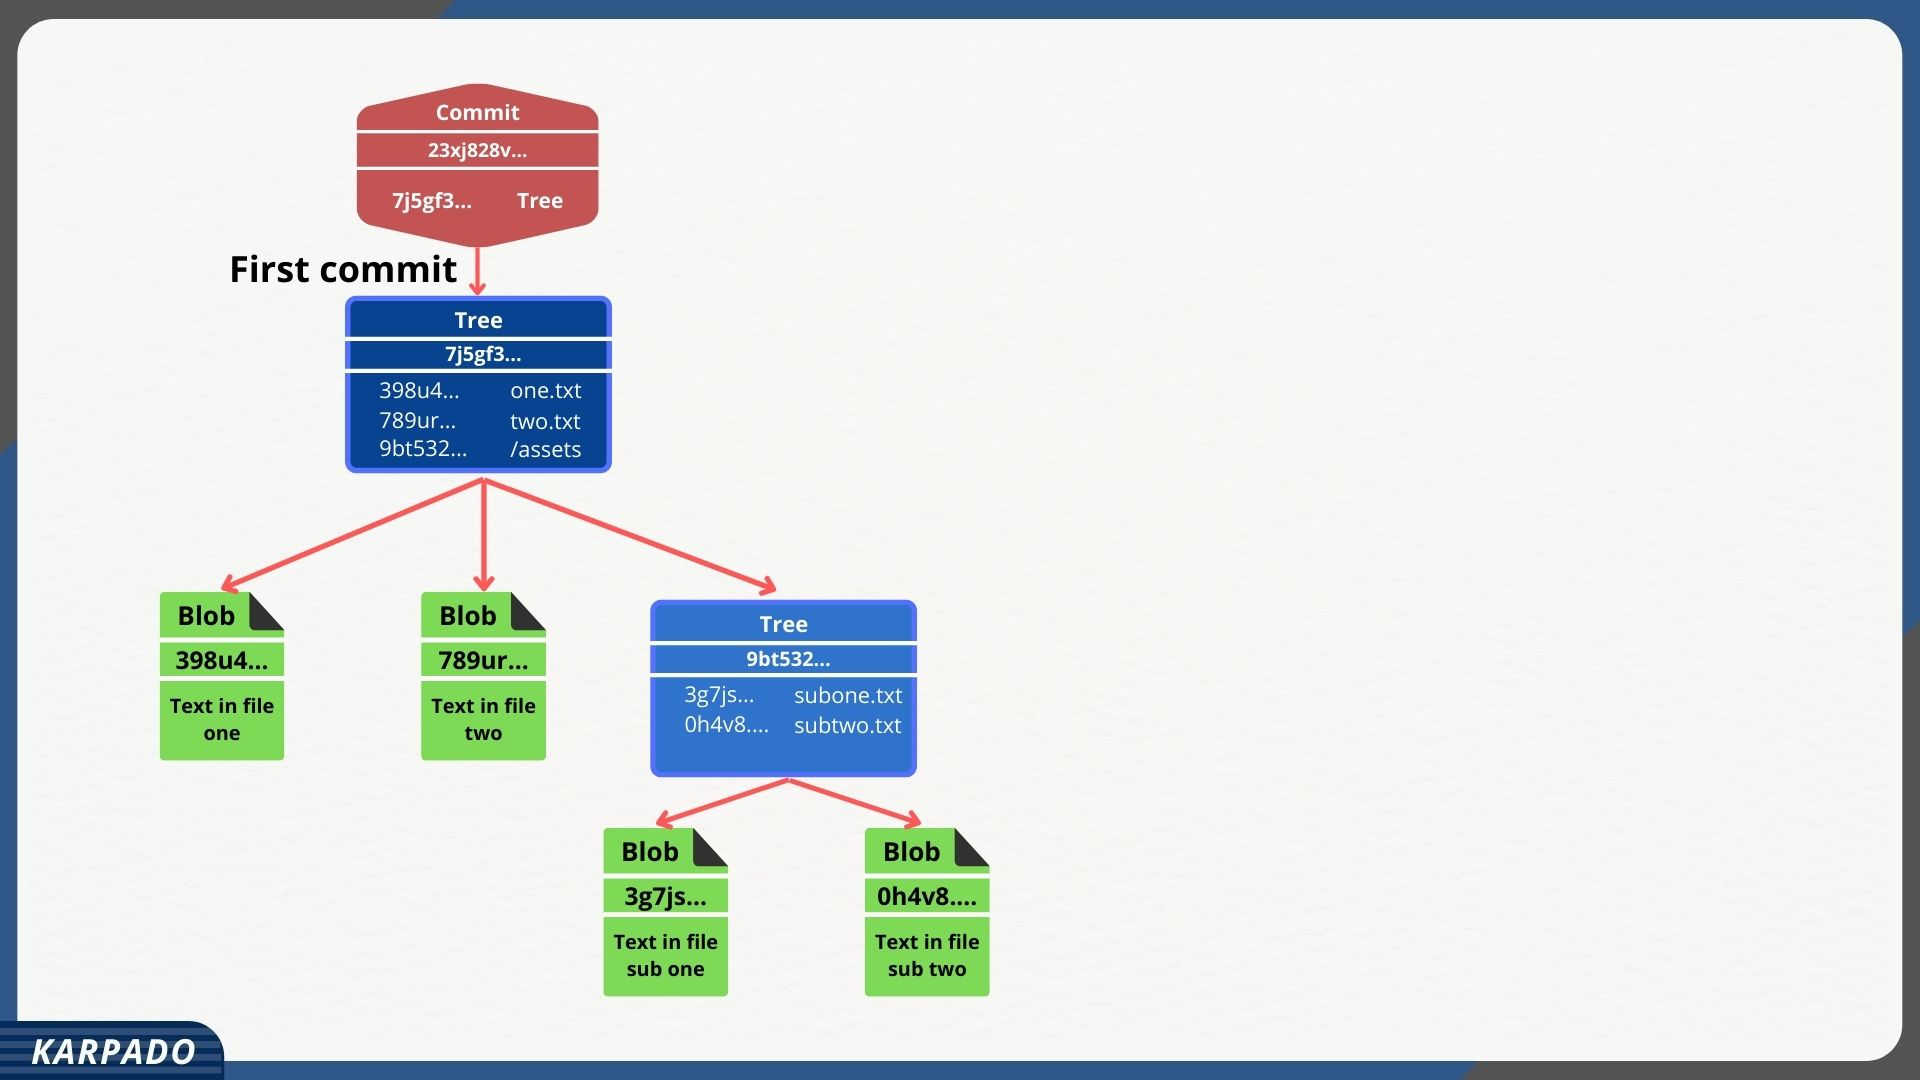 Commit
23xj828v...
7j5gf3... Tree
First commit
Tree
7j5gf3...
398u4... one.txt
789ur... two.txt
9bt532... /assets
Blob
398u4...
Text in file
one
Blob
789ur...
Text in file
two
Tree
9bt532...
3g7js... subone.txt
0h4v8.... subtwo.txt
Blob
3g7js...
Text in file
sub one
Blob
0h4v8....
Text in file
sub two
KARPADO